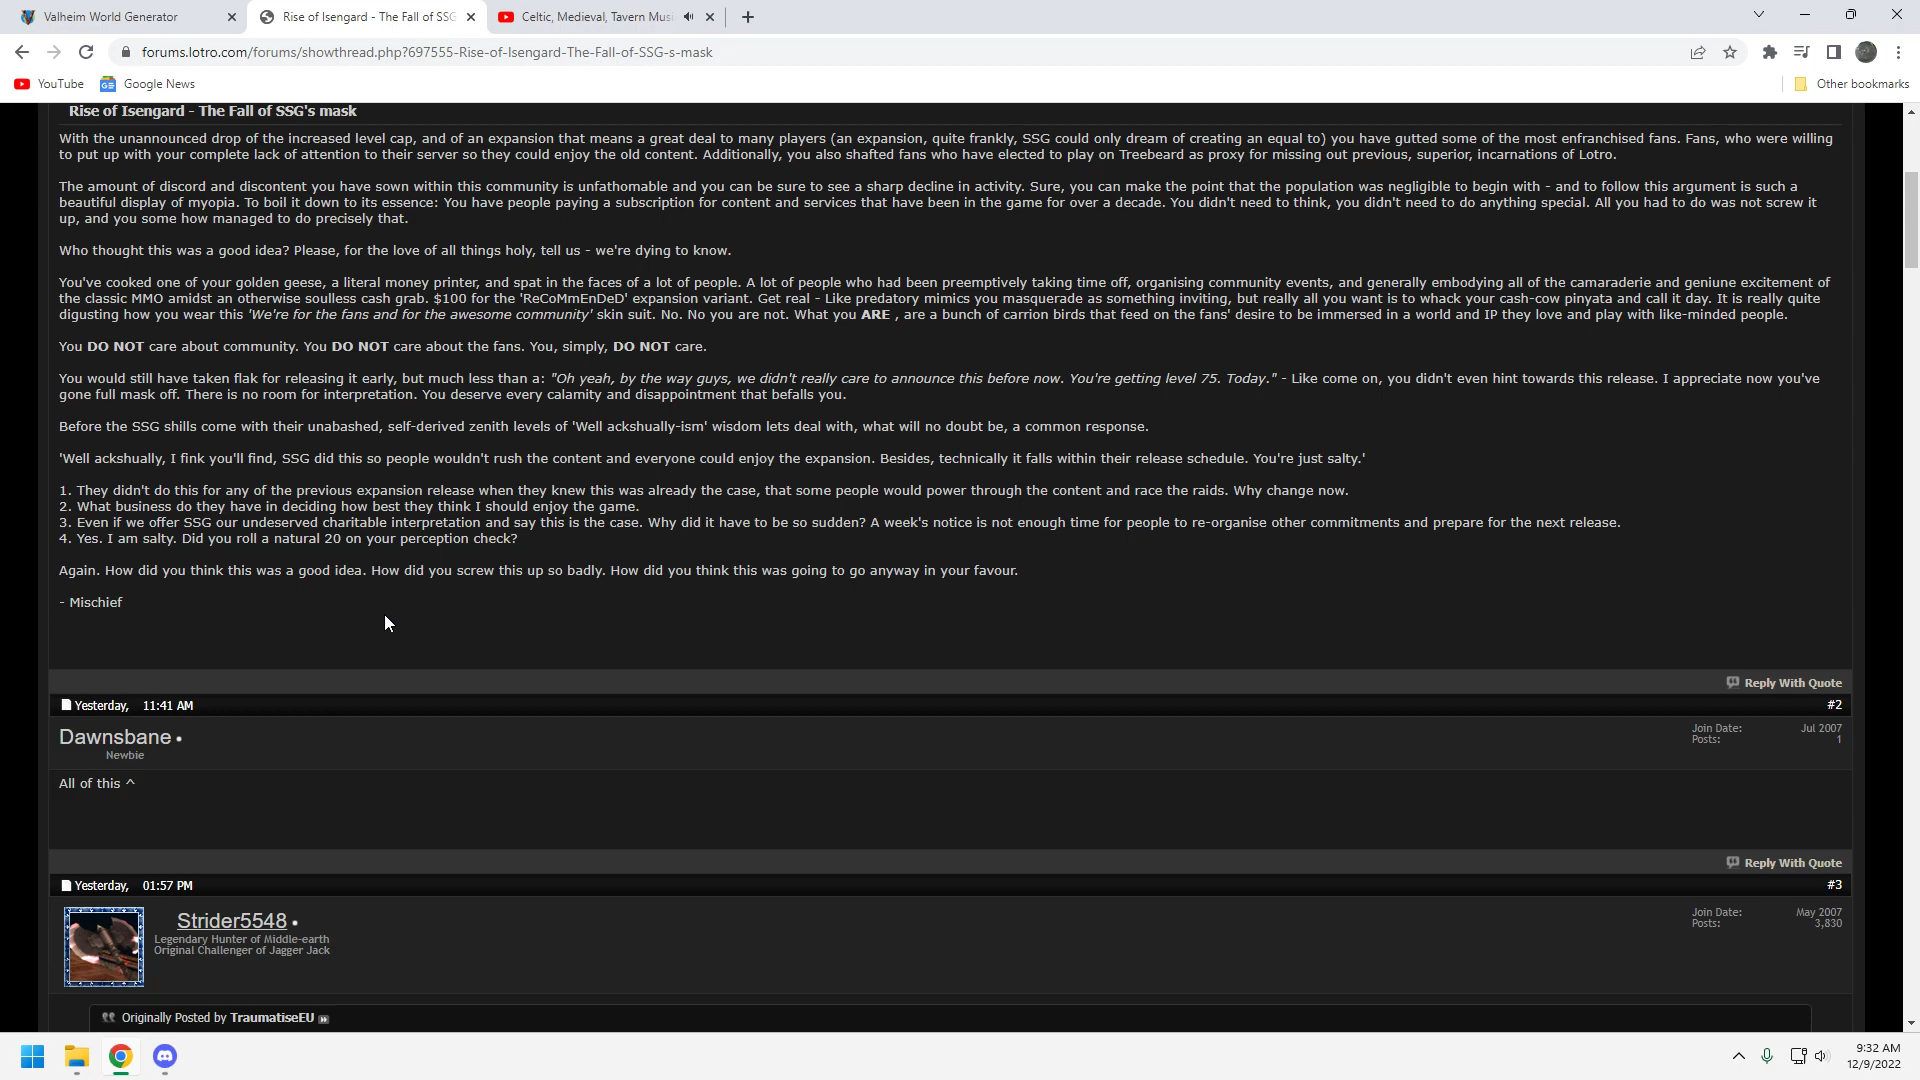 Valheim World Generator
Rise of Isengard - The Fall of SSG
Celtic, Medieval, Tavern Musi
forums.lotro.com/forums/showthread.php?697555-Rise-of-Isengard-The-Fall-of-SSG-s-mask
YouTube
Google News
Other bookmarks
Rise of Isengard - The Fall of SSG's mask
With the unannounced drop of the increased level cap, and of an expansion that means a great deal to many players (an expansion, quite frankly, SSG could only dream of creating an equal to) you have gutted some of the most enfranchised fans. Fans, who were willing
to put up with your complete lack of attention to their server so they could enjoy the old content. Additionally, you also shafted fans who have elected to play on Treebeard as proxy for missing out previous, superior, incarnations of Lotro.
The amount of discord and discontent you have sown within this community is unfathomable and you can be sure to see a sharp decline in activity. Sure, you can make the point that the population was negligible to begin with - and to follow this argument is such a
beautiful display of myopia. To boil it down to its essence: You have people paying a subscription for content and services that have been in the game for over a decade. You didn't need to think, you didn't need to do anything special. All you had to do was not screw it
up, and you some how managed to do precisely that.
Who thought this was a good idea? Please, for the love of all things holy, tell us - we're dying to know.
You've cooked one of your golden geese, a literal money printer, and spat in the faces of a lot of people. A lot of people who had been preemptively taking time off, organising community events, and generally embodying all of the camaraderie and geniune excitement of
the classic MMO amidst an otherwise soulless cash grab. $100 for the 'ReCoMmEnDeD' expansion variant. Get real - Like predatory mimics you masquerade as something inviting, but really all you want is to whack your cash-cow pinyata and call it day. It is really quite
digusting how you wear this 'We're for the fans and for the awesome community' skin suit. No. No you are not. What you ARE , are a bunch of carrion birds that feed on the fans' desire to be immersed in a world and IP they love and play with like-minded people.
You DO NOT care about community. You DO NOT care about the fans. You, simply, DO NOT care.
You would still have taken flak for releasing it early, but much less than a: "Oh yeah, by the way guys, we didn't really care to announce this before now. You're getting level 75. Today." - Like come on, you didn't even hint towards this release. I appreciate now you've
gone full mask off. There is no room for interpretation. You deserve every calamity and disappointment that befalls you.
Before the SSG shills come with their unabashed, self-derived zenith levels of 'Well ackshually-ism' wisdom lets deal with, what will no doubt be, a common response.
'Well ackshually, I fink you'll find, SSG did this so people wouldn't rush the content and everyone could enjoy the expansion. Besides, technically it falls within their release schedule. You're just salty.'
1. They didn't do this for any of the previous expansion release when they knew this was already the case, that some people would power through the content and race the raids. Why change now.
2. What business do they have in deciding how best they think I should enjoy the game.
3. Even if we offer SSG our undeserved charitable interpretation and say this is the case. Why did it have to be so sudden? A week's notice is not enough time for people to re-organise other commitments and prepare for the next release.
4. Yes. I am salty. Did you roll a natural 20 on your perception check?
Again. How did you think this was a good idea. How did you screw this up so badly. How did you think this was going to go anyway in your favour.
- Mischief
Reply With Quote
Yesterday, 11:41 AM
#2
Dawnsbane
Newbie
Join Date: Jul 2007
Posts: 1
All of this ^
Reply With Quote
Yesterday, 01:57 PM
#3
Strider5548
Legendary Hunter of Middle-earth
Original Challenger of Jagger Jack
Join Date: May 2007
Posts: 3,830
Originally Posted by TraumatiseEU
9:32 AM
12/9/2022